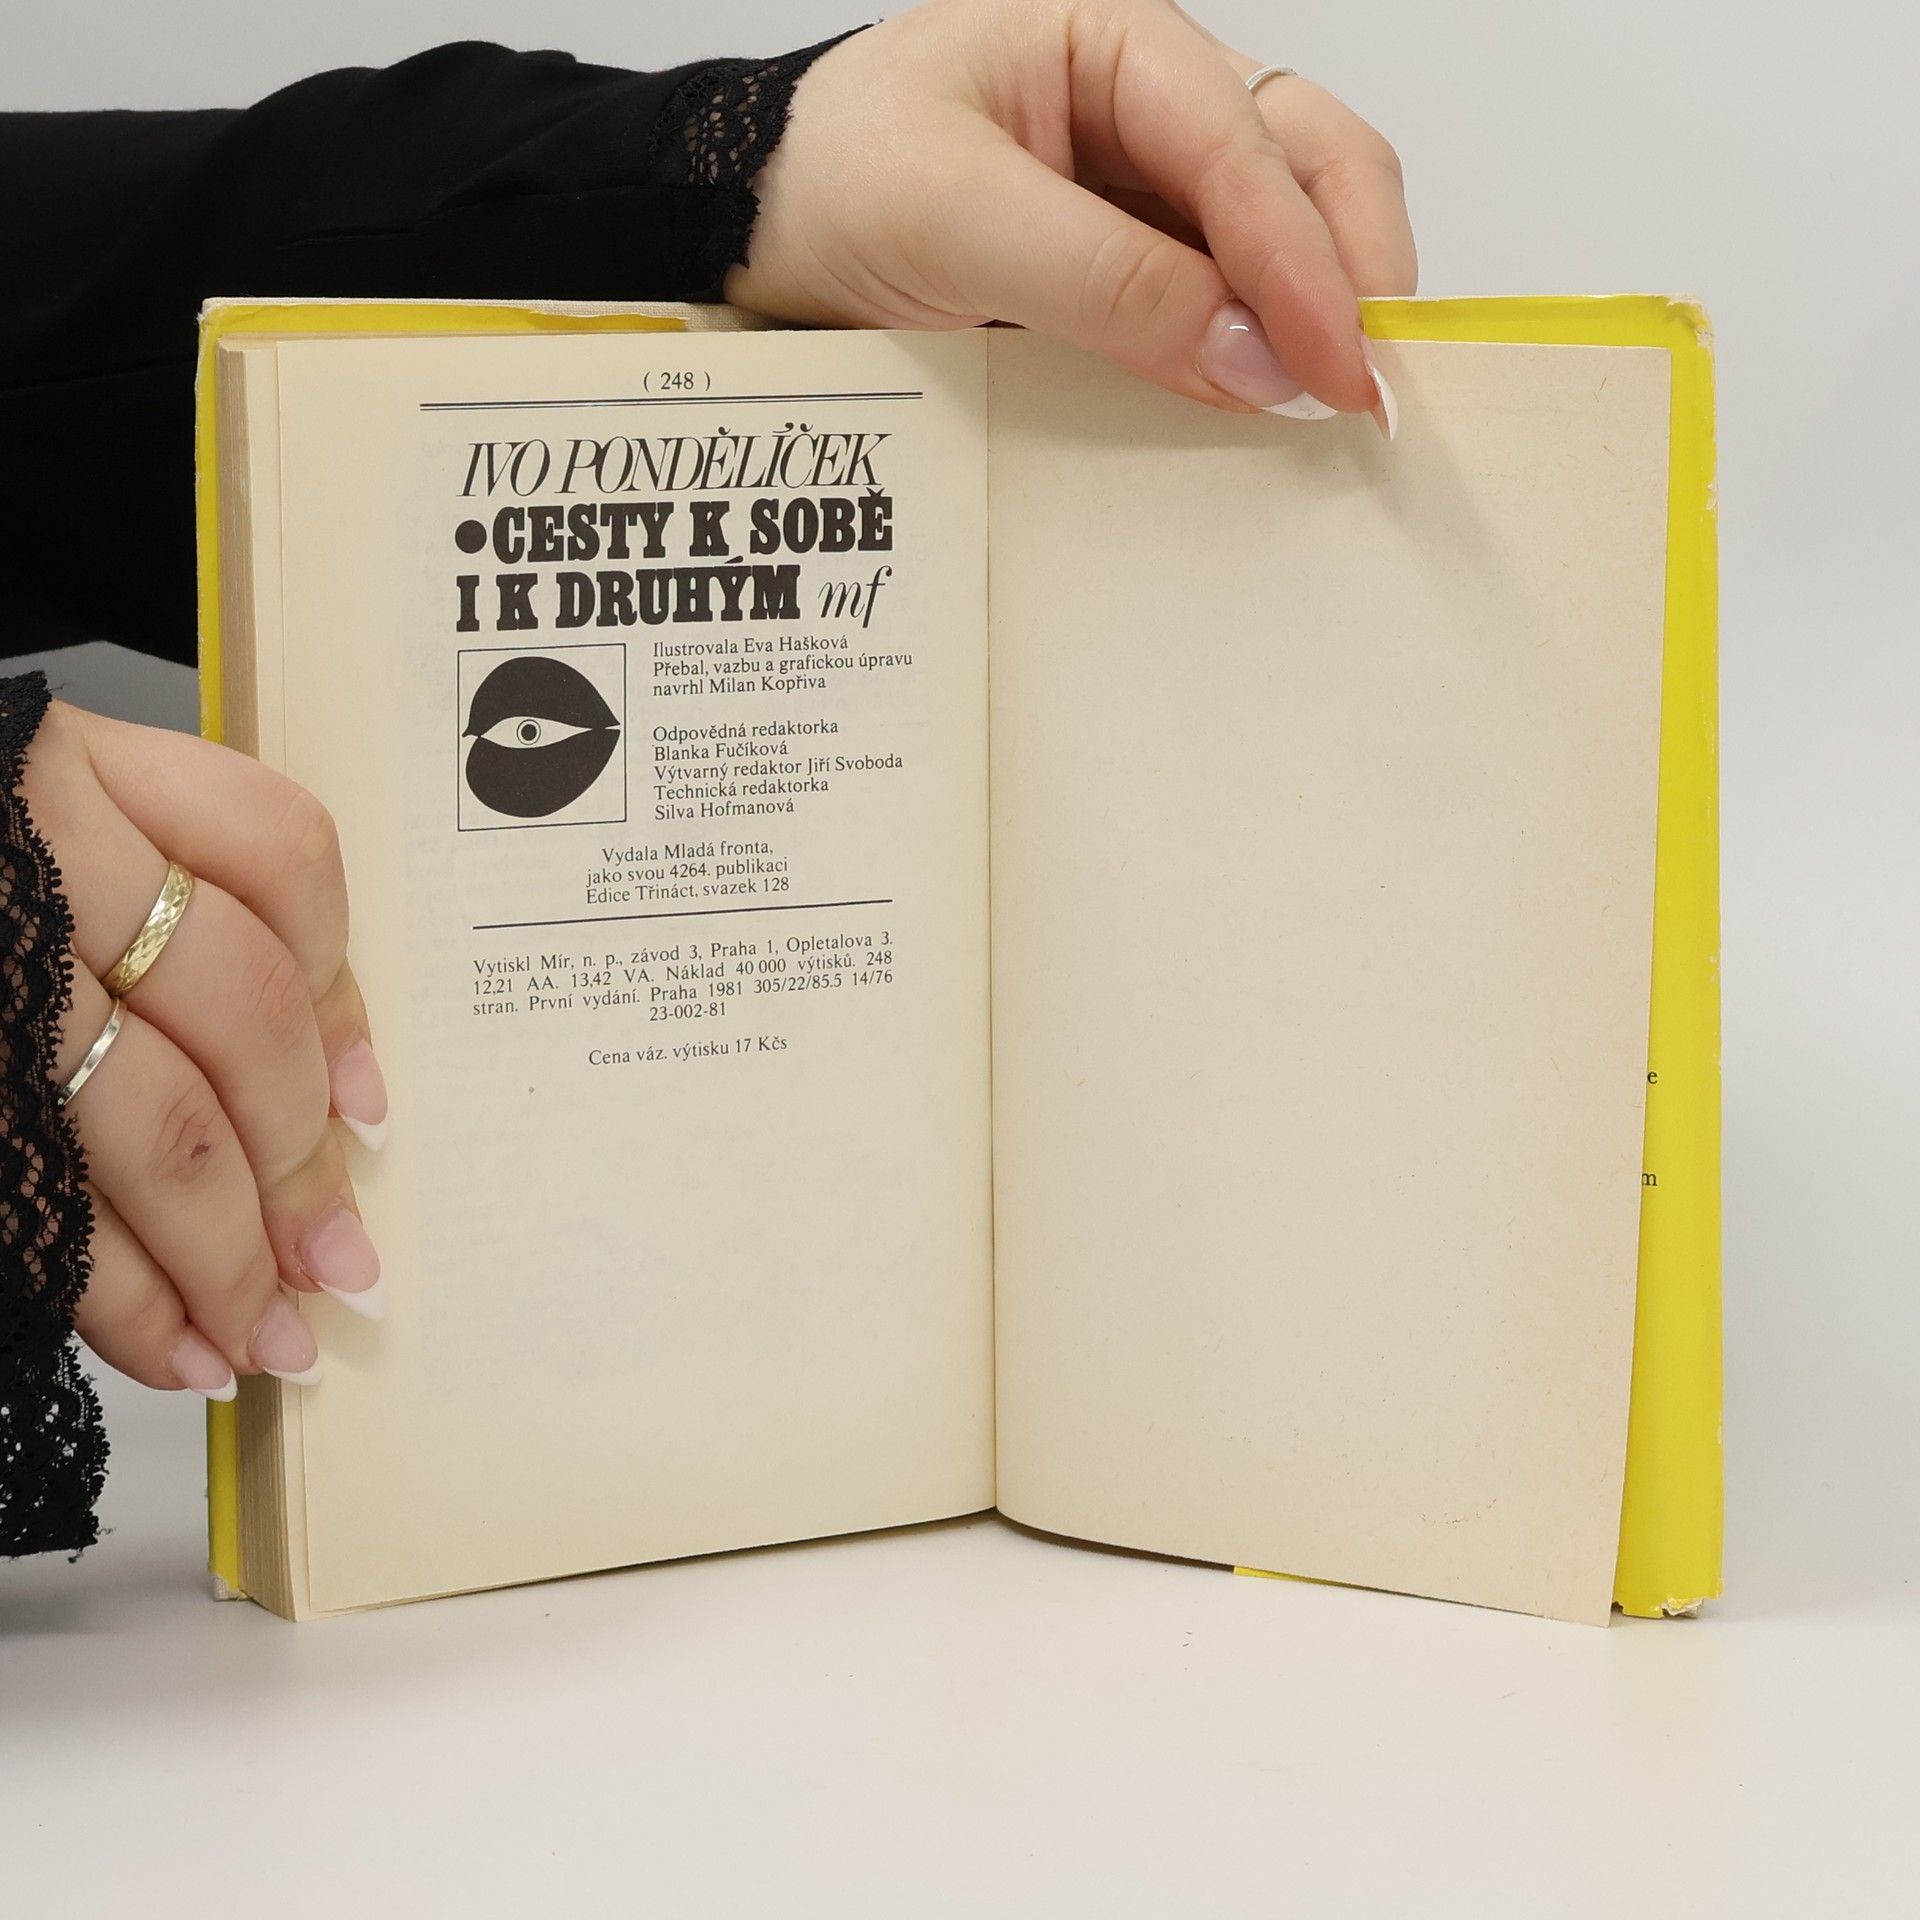 ( 248 )
IVO PONDĚLÍČEK
●CESTY K SOBĚ
I K DRUHÝM mf
Ilustrovala Eva Hašková
Přebal, vazbu a grafickou úpravu
navrhl Milan Kopřiva
Odpovědná redaktorka
Blanka Fučíková
Výtvarný redaktor Jiří Svoboda
Technická redaktorka
Silva Hofmanová
Vydala Mladá fronta,
jako svou 4264. publikaci
Edice Třináct, svazek 128
Vytiskl Mír, n. p., závod 3, Praha 1, Opletalova 3.
12,21 AA. 13,42 VA. Náklad 40 000 výtisků. 248
stran. První vydání. Praha 1981 305/22/85.5 14/76
23-002-81
Cena váz. výtisku 17 Kčs
e
m